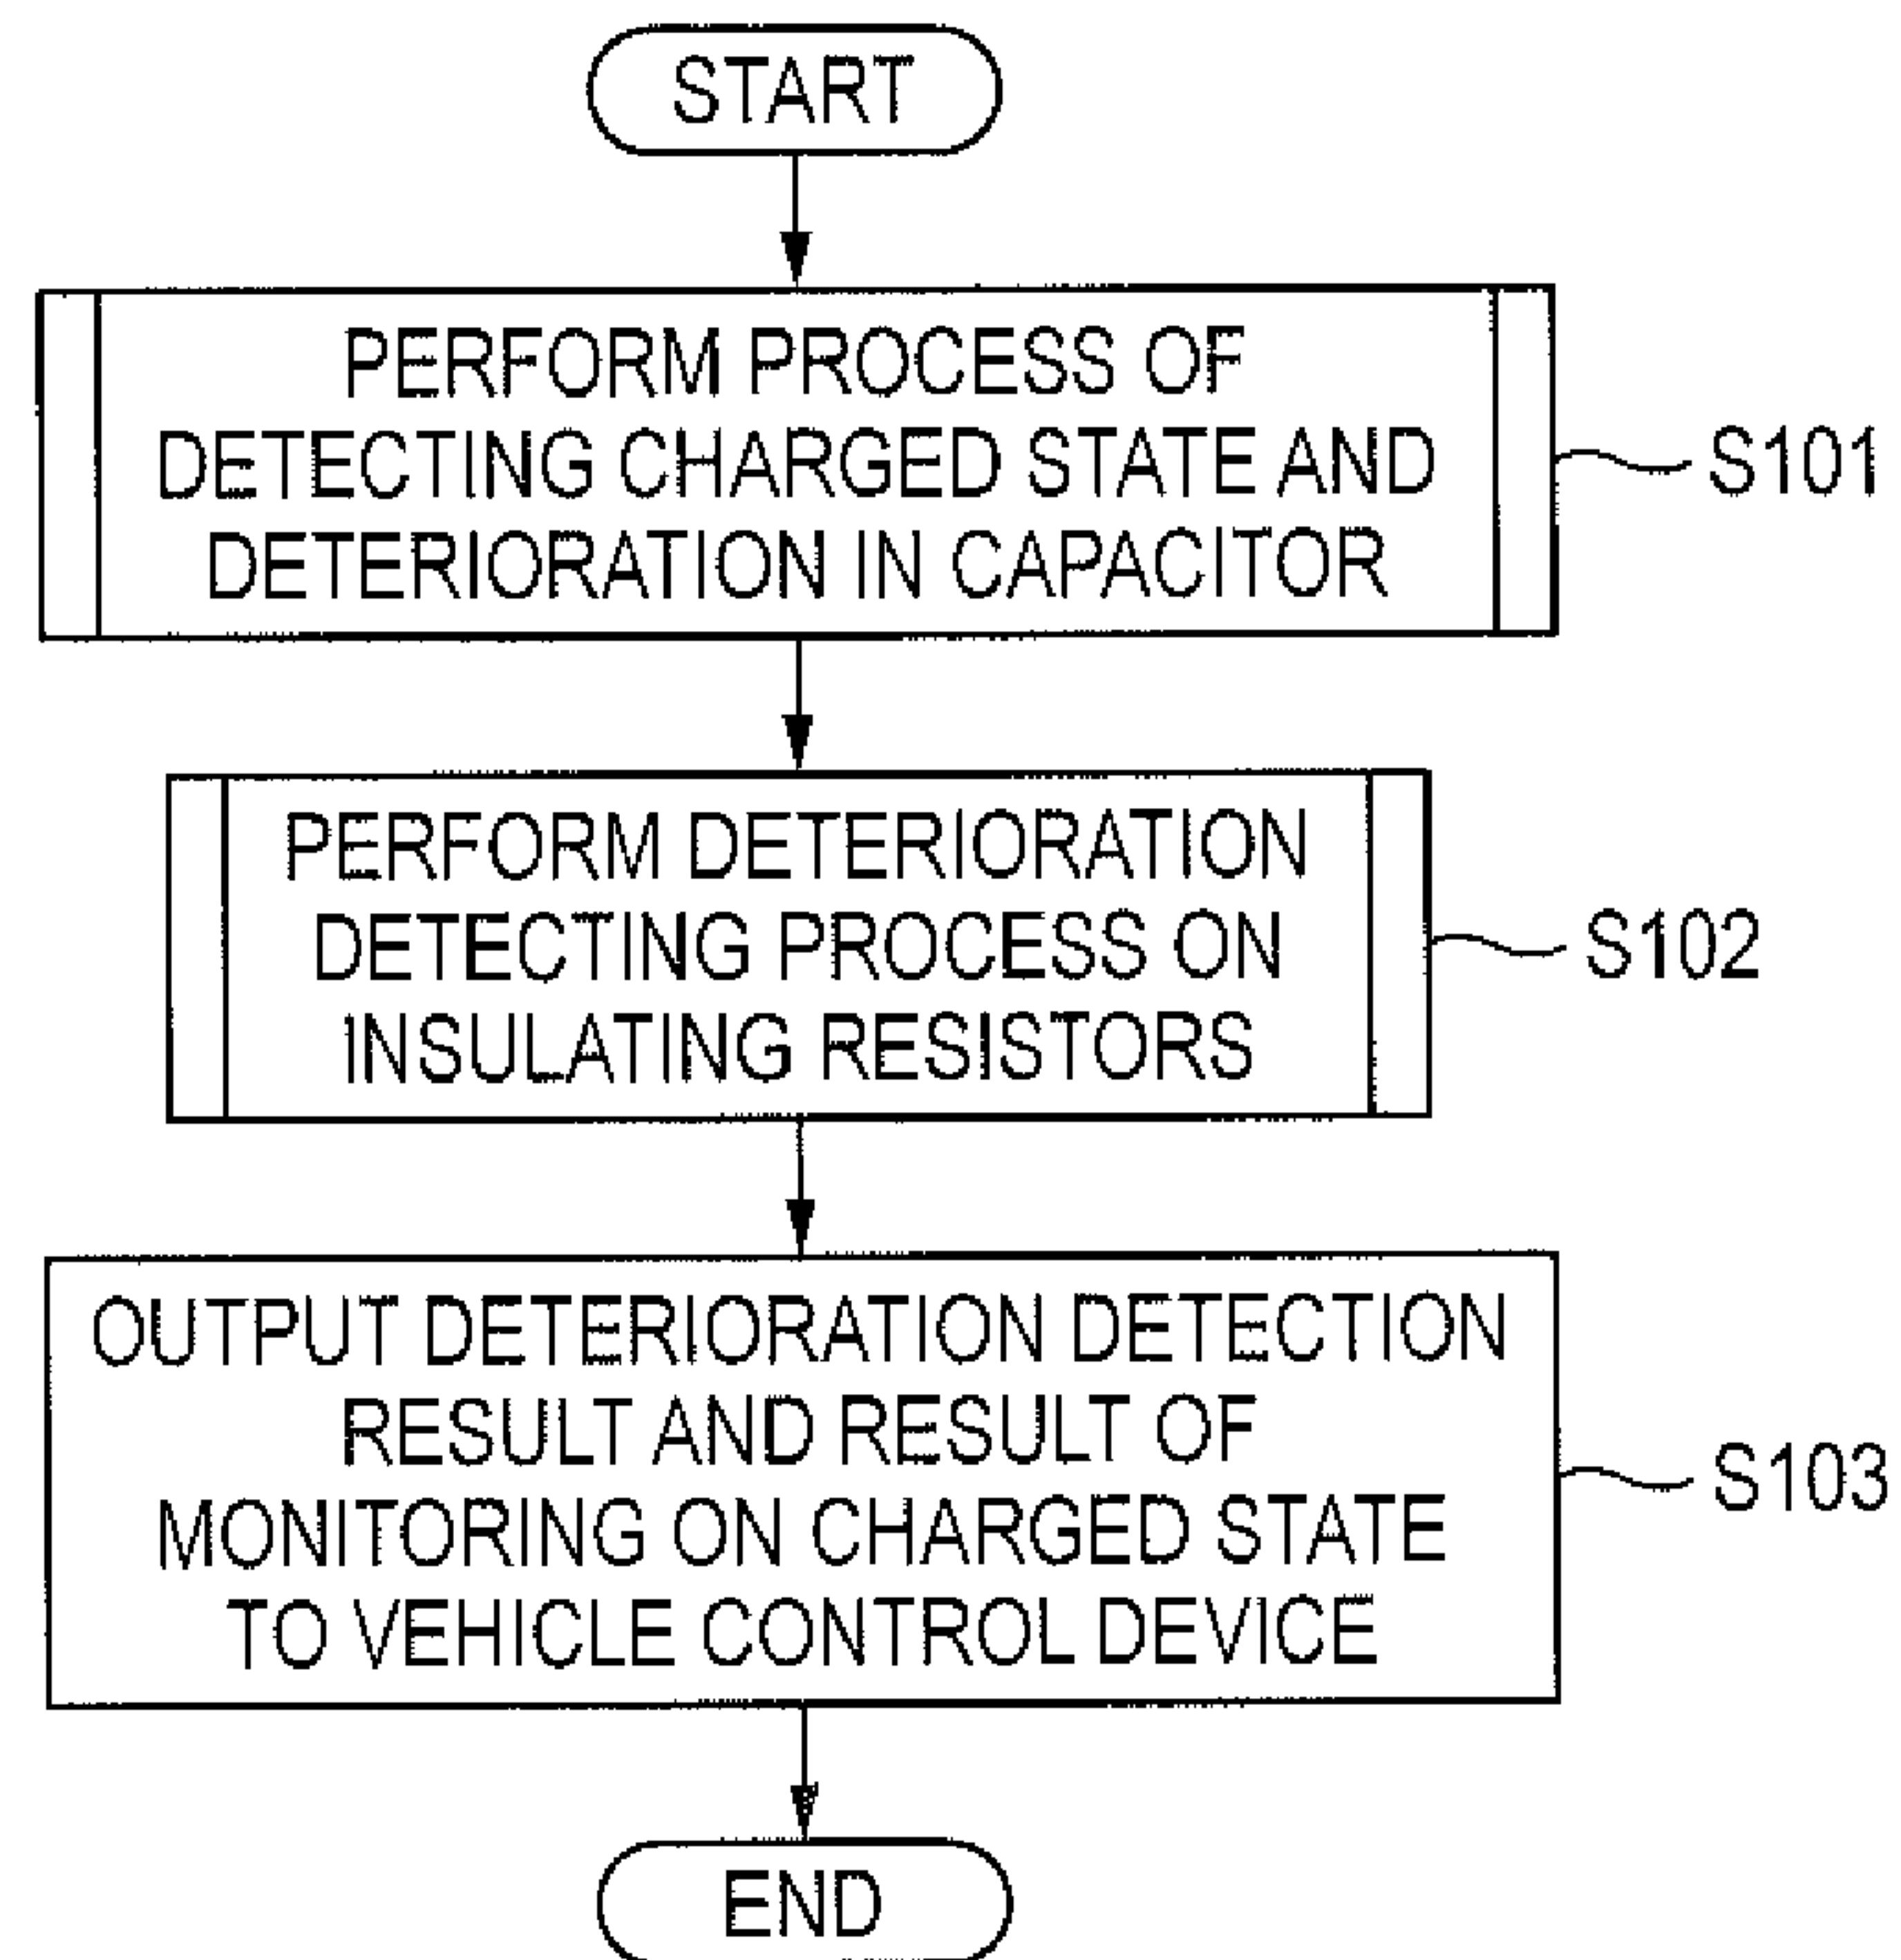 START
PERFORM PROCESS OF
DETECTING CHARGED STATE AND
DETERIORATION IN CAPACITOR
S101
PERFORM DETERIORATION
DETECTING PROCESS ON
INSULATING RESISTORS
S102
OUTPUT DETERIORATION DETECTION
RESULT AND RESULT OF
MONITORING ON CHARGED STATE
TO VEHICLE CONTROL DEVICE
S103
END